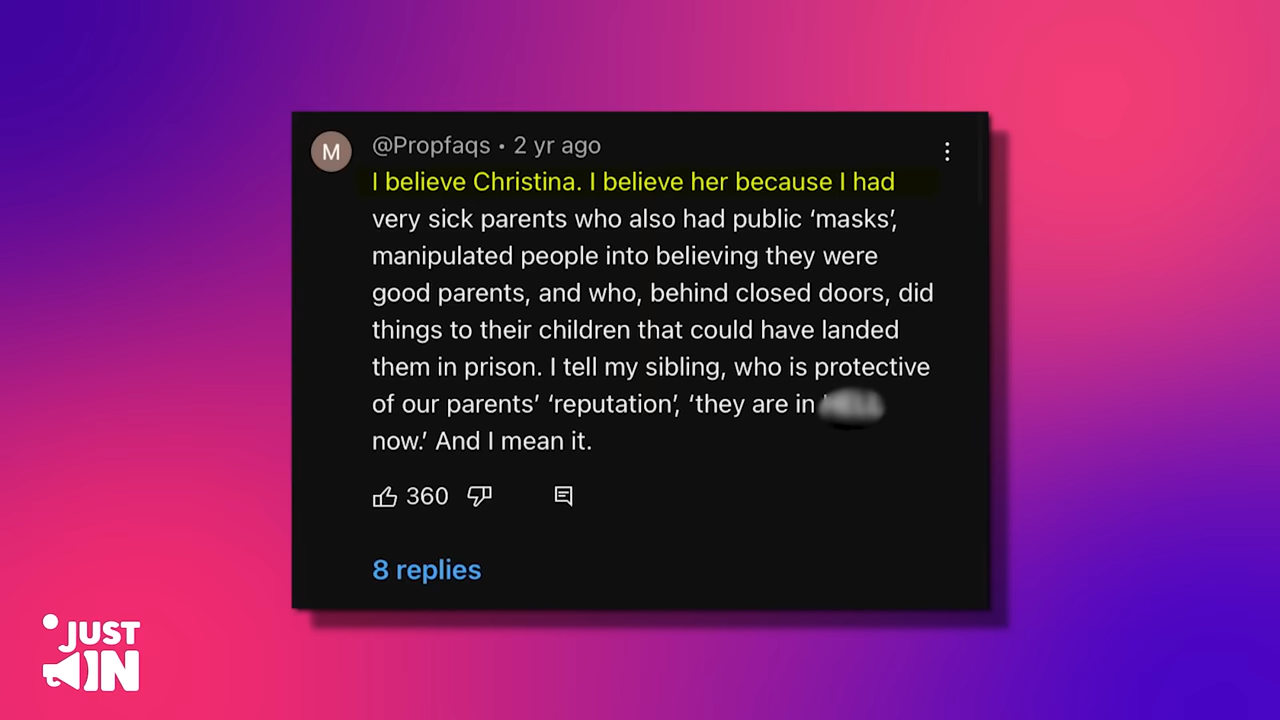 M
@Propfaqs • 2 yr ago
I believe Christina. I believe her because I had
very sick parents who also had public ‘masks’,
manipulated people into believing they were
good parents, and who, behind closed doors, did
things to their children that could have landed
them in prison. I tell my sibling, who is protective
of our parents’ ‘reputation’, ‘they are in
now.’ And I mean it.
360
8 replies
JUST
IN